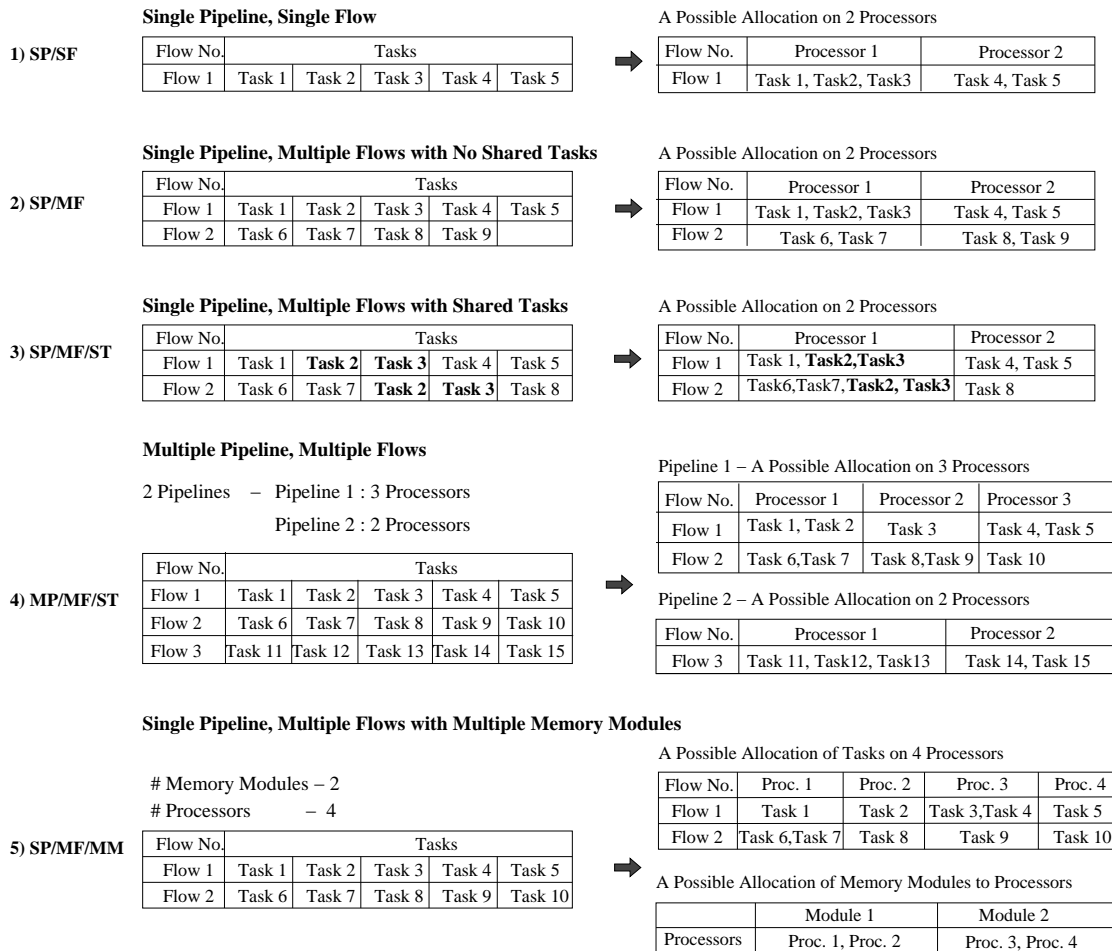 Single Pipeline, Single Flow
A Possible Allocation on 2 Processors
1) SP/SF
Flow No. Tasks
Flow 1 Task 1 Task 2 Task 3 Task 4 Task 5
Flow No. Processor 1 Processor 2
Flow 1 Task 1, Task2, Task3 Task 4, Task 5
Single Pipeline, Multiple Flows with No Shared Tasks
A Possible Allocation on 2 Processors
2) SP/MF
Flow No. Tasks
Flow 1 Task 1 Task 2 Task 3 Task 4 Task 5
Flow 2 Task 6 Task 7 Task 8 Task 9
Flow No. Processor 1 Processor 2
Flow 1 Task 1, Task2, Task3 Task 4, Task 5
Flow 2 Task 6, Task 7 Task 8, Task 9
Single Pipeline, Multiple Flows with Shared Tasks
A Possible Allocation on 2 Processors
3) SP/MF/ST
Flow No. Tasks
Flow 1 Task 1 Task 2 Task 3 Task 4 Task 5
Flow 2 Task 6 Task 7 Task 2 Task 3 Task 8
Flow No. Processor 1 Processor 2
Flow 1 Task 1, Task2,Task3 Task 4, Task 5
Flow 2 Task6,Task7,Task2, Task3 Task 8
Multiple Pipeline, Multiple Flows
2 Pipelines – Pipeline 1 : 3 Processors
Pipeline 2 : 2 Processors
4) MP/MF/ST
Flow No. Tasks
Flow 1 Task 1 Task 2 Task 3 Task 4 Task 5
Flow 2 Task 6 Task 7 Task 8 Task 9 Task 10
Flow 3 Task 11 Task 12 Task 13 Task 14 Task 15
Pipeline 1 – A Possible Allocation on 3 Processors
Flow No. Processor 1 Processor 2 Processor 3
Flow 1 Task 1, Task 2 Task 3 Task 4, Task 5
Flow 2 Task 6,Task 7 Task 8,Task 9 Task 10
Pipeline 2 – A Possible Allocation on 2 Processors
Flow No. Processor 1 Processor 2
Flow 3 Task 11, Task12, Task13 Task 14, Task 15
Single Pipeline, Multiple Flows with Multiple Memory Modules
# Memory Modules – 2
# Processors – 4
5) SP/MF/MM
Flow No. Tasks
Flow 1 Task 1 Task 2 Task 3 Task 4 Task 5
Flow 2 Task 6 Task 7 Task 8 Task 9 Task 10
A Possible Allocation of Tasks on 4 Processors
Flow No. Proc. 1 Proc. 2 Proc. 3 Proc. 4
Flow 1 Task 1 Task 2 Task 3,Task 4 Task 5
Flow 2 Task 6,Task 7 Task 8 Task 9 Task 10
A Possible Allocation of Memory Modules to Processors
Module 1 Module 2
Processors Proc. 1, Proc. 2 Proc. 3, Proc. 4